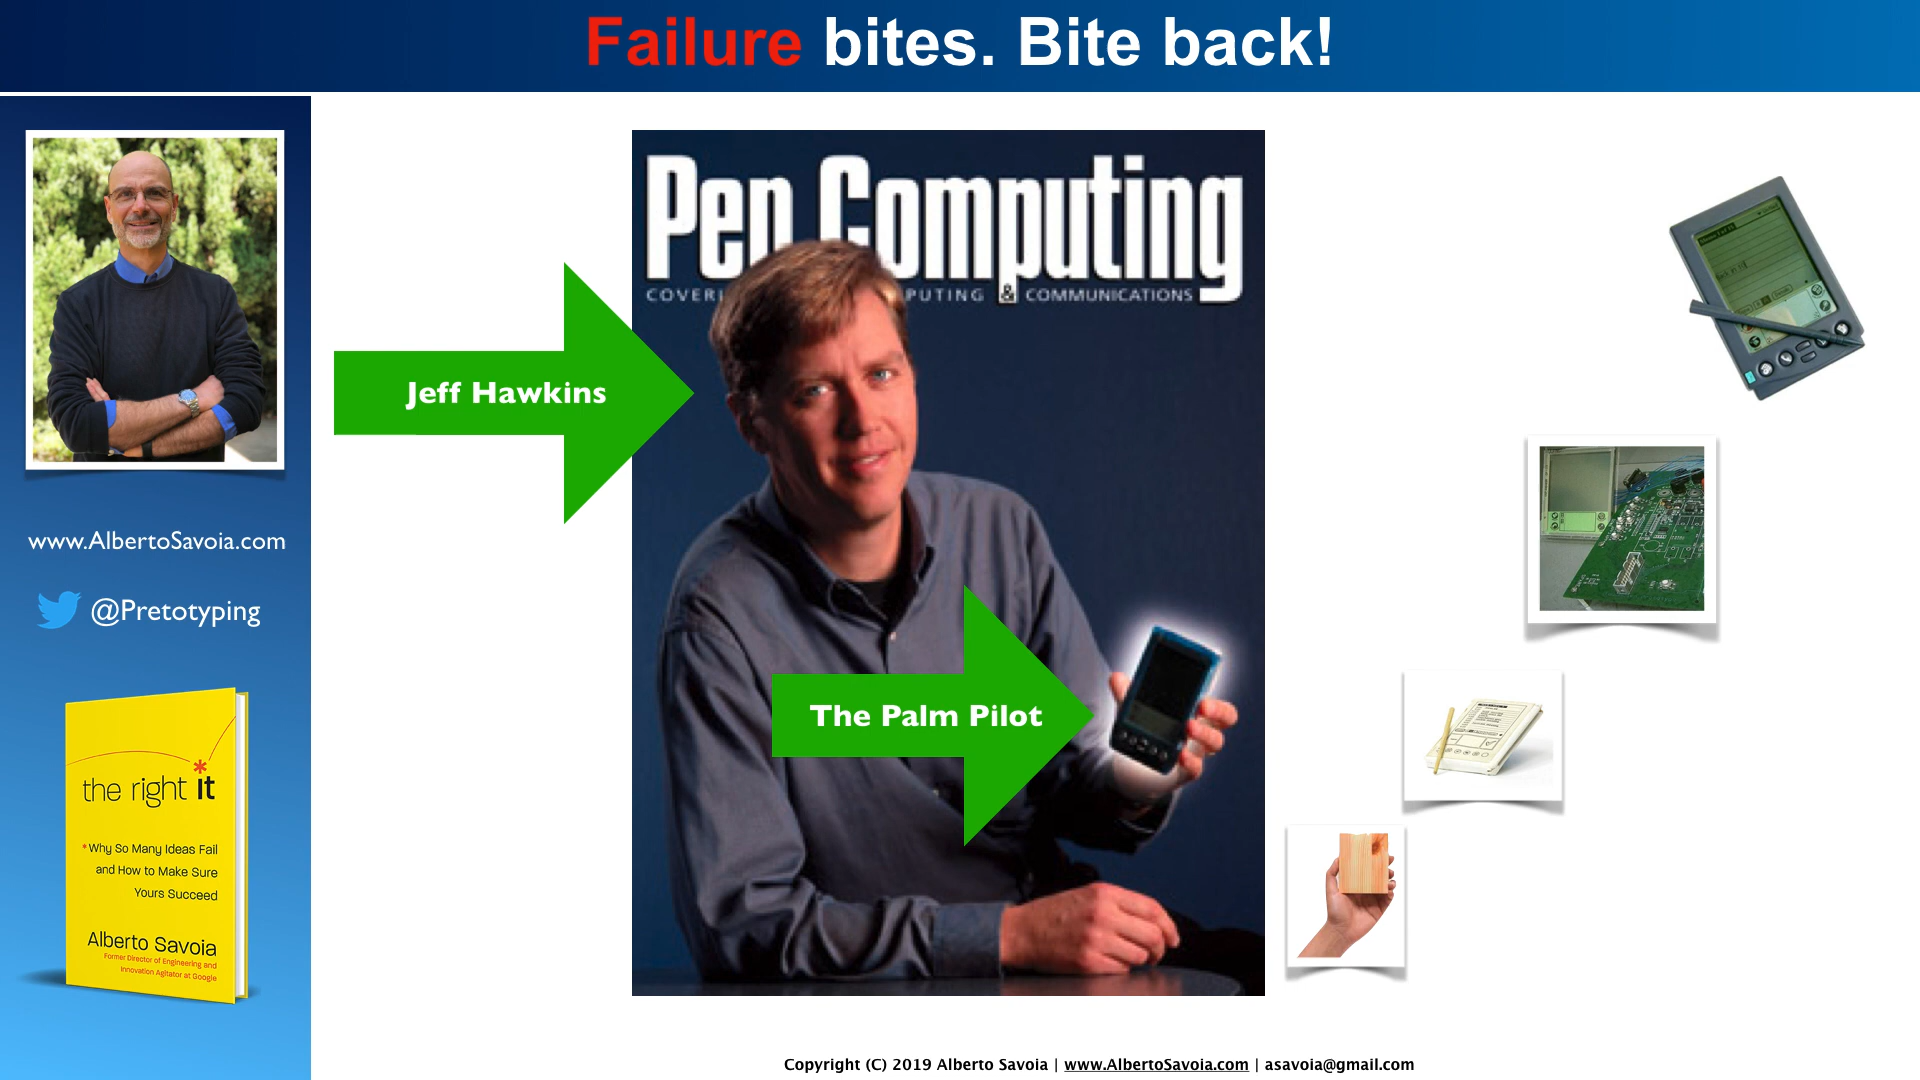 Failure bites. Bite back!
www.AlbertoSavoia.com
@Pretotyping
the right *it
*Why So Many Ideas Fail
and How to Make Sure
Yours Succeed
Alberto Savoia
Former Director of Engineering and
Innovation Agitator at Google
Pen Computing
COVERI PUTING & COMMUNICATIONS
Jeff Hawkins
The Palm Pilot
Copyright (C) 2019 Alberto Savoia | www.AlbertoSavoia.com | asavoia@gmail.com